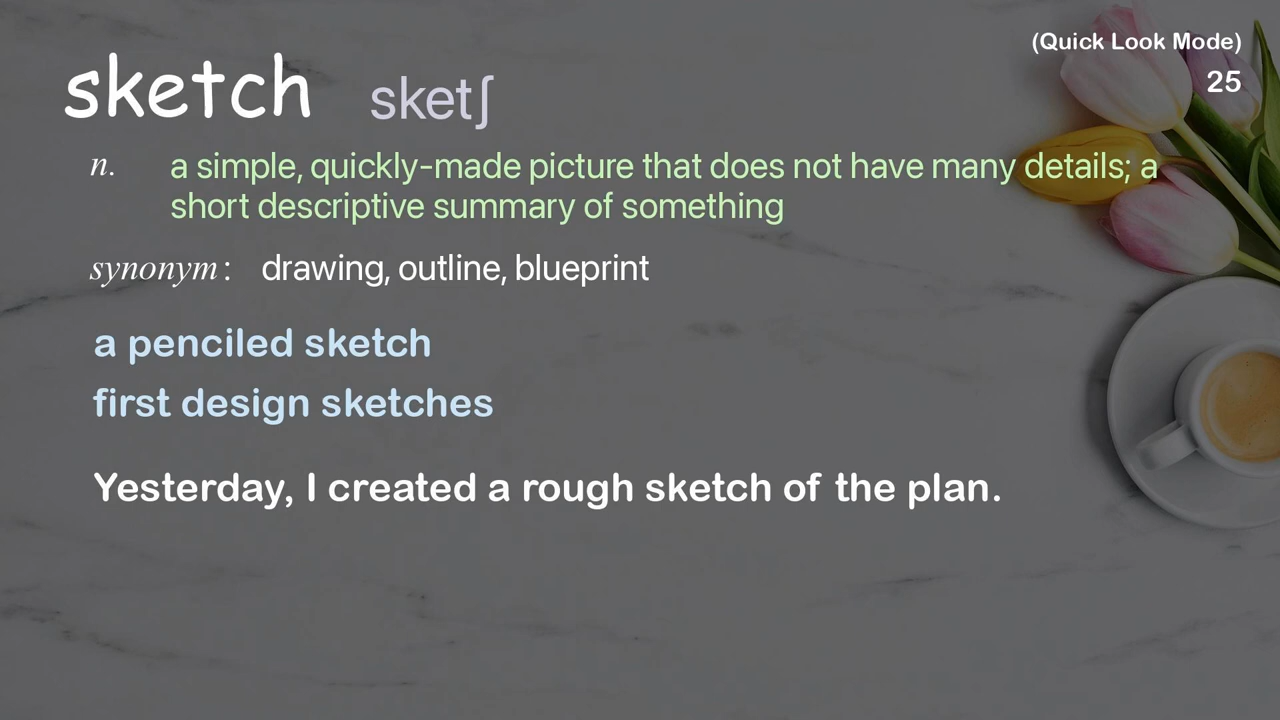 (Quick Look Mode)
25
sketch sketʃ
n. a simple, quickly-made picture that does not have many details; a
short descriptive summary of something
synonym: drawing, outline, blueprint
a penciled sketch
first design sketches
Yesterday, I created a rough sketch of the plan.